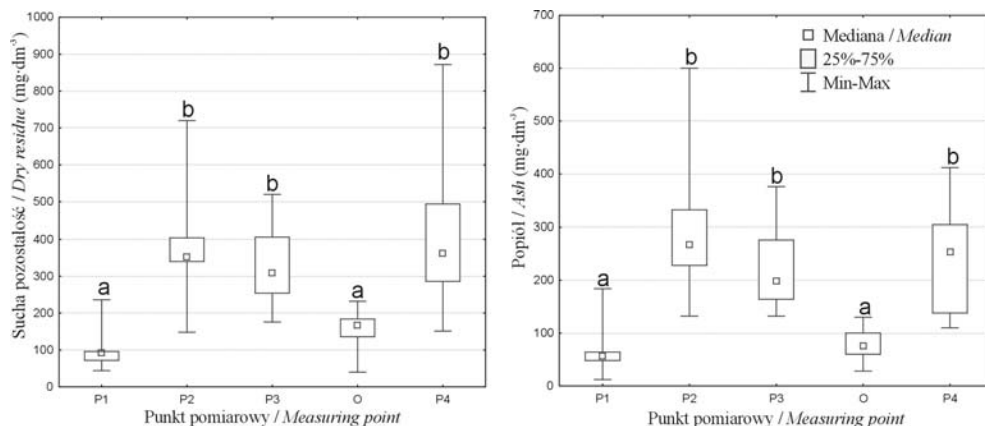 Sucha pozostałość / Dry residue (mg·dm⁻³)
1000
900
800
700
600
500
400
300
200
100
0
a
b
b
a
b
P1 P2 P3 O P4
Punkt pomiarowy / Measuring point
Popiół / Ash (mg·dm⁻³)
700
600
500
400
300
200
100
0
Mediana / Median
25%-75%
Min-Max
a
b
b
a
b
P1 P2 P3 O P4
Punkt pomiarowy / Measuring point